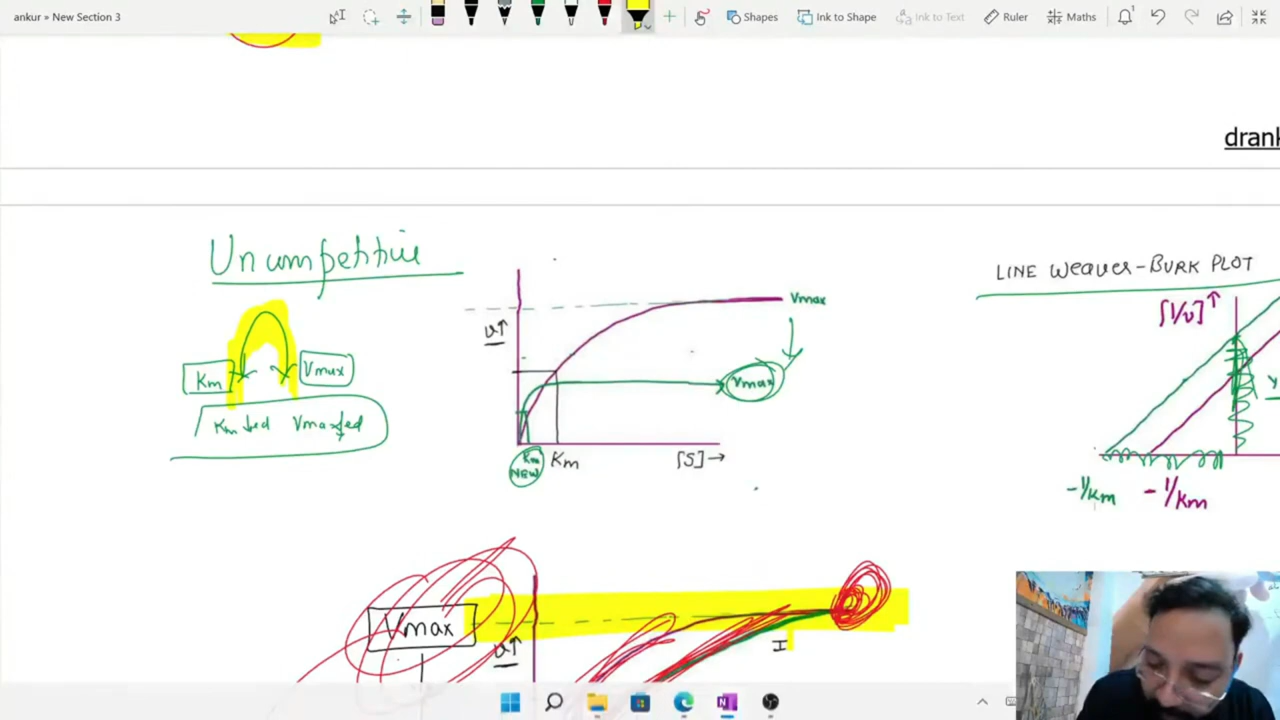 ankur » New Section 3
Shapes
Ink to Shape
Ink to Text
Ruler
Maths
drank
Uncompetitive
Km
Vmax
Km ↓ed Vmax ↓ed
v↑
Vmax
Vmax
Km NEW
Km
[S]→
LINE Weaver-BURK PLOT
[1/v]↑
-1/Km
-1/Km
Vmax
v↑
I